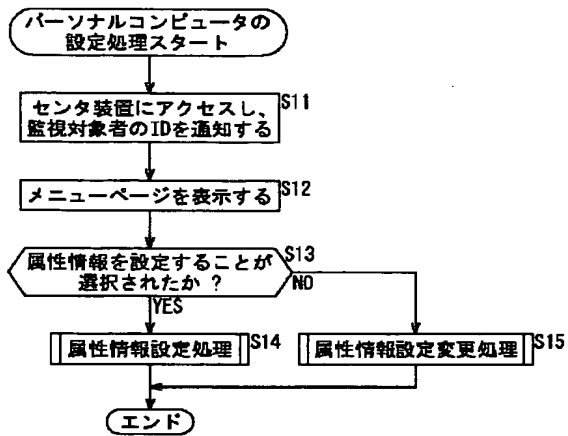 パーソナルコンピュータの
設定処理スタート
センタ装置にアクセスし、
監視対象者のIDを通知する
S11
メニューページを表示する
S12
属性情報を設定することが
選択されたか ?
S13
NO
YES
属性情報設定処理
S14
属性情報設定変更処理
S15
エンド